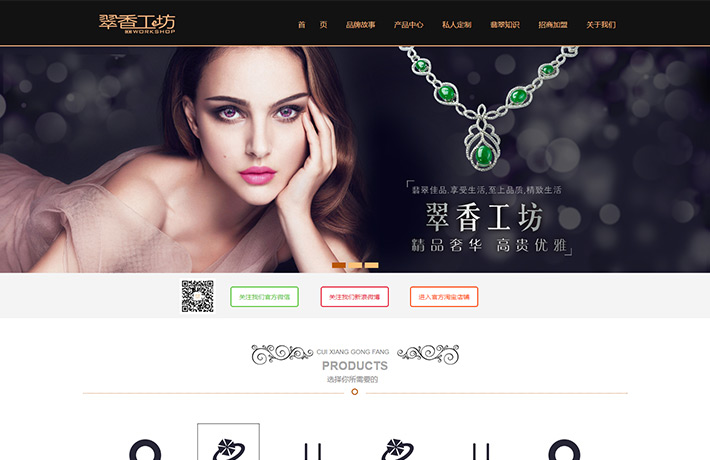 翠香工坊
WORKSHOP
首 页 品牌故事 产品中心 私人定制 翡翠知识 招商加盟 关于我们
翡翠佳品.享受生活,至上品质,精致生活
翠香工坊
精品奢华 高贵优雅
关注我们官方微信 关注我们新浪微博 进入官方淘宝店铺
CUI XIANG GONG FANG
PRODUCTS
选择你所需要的